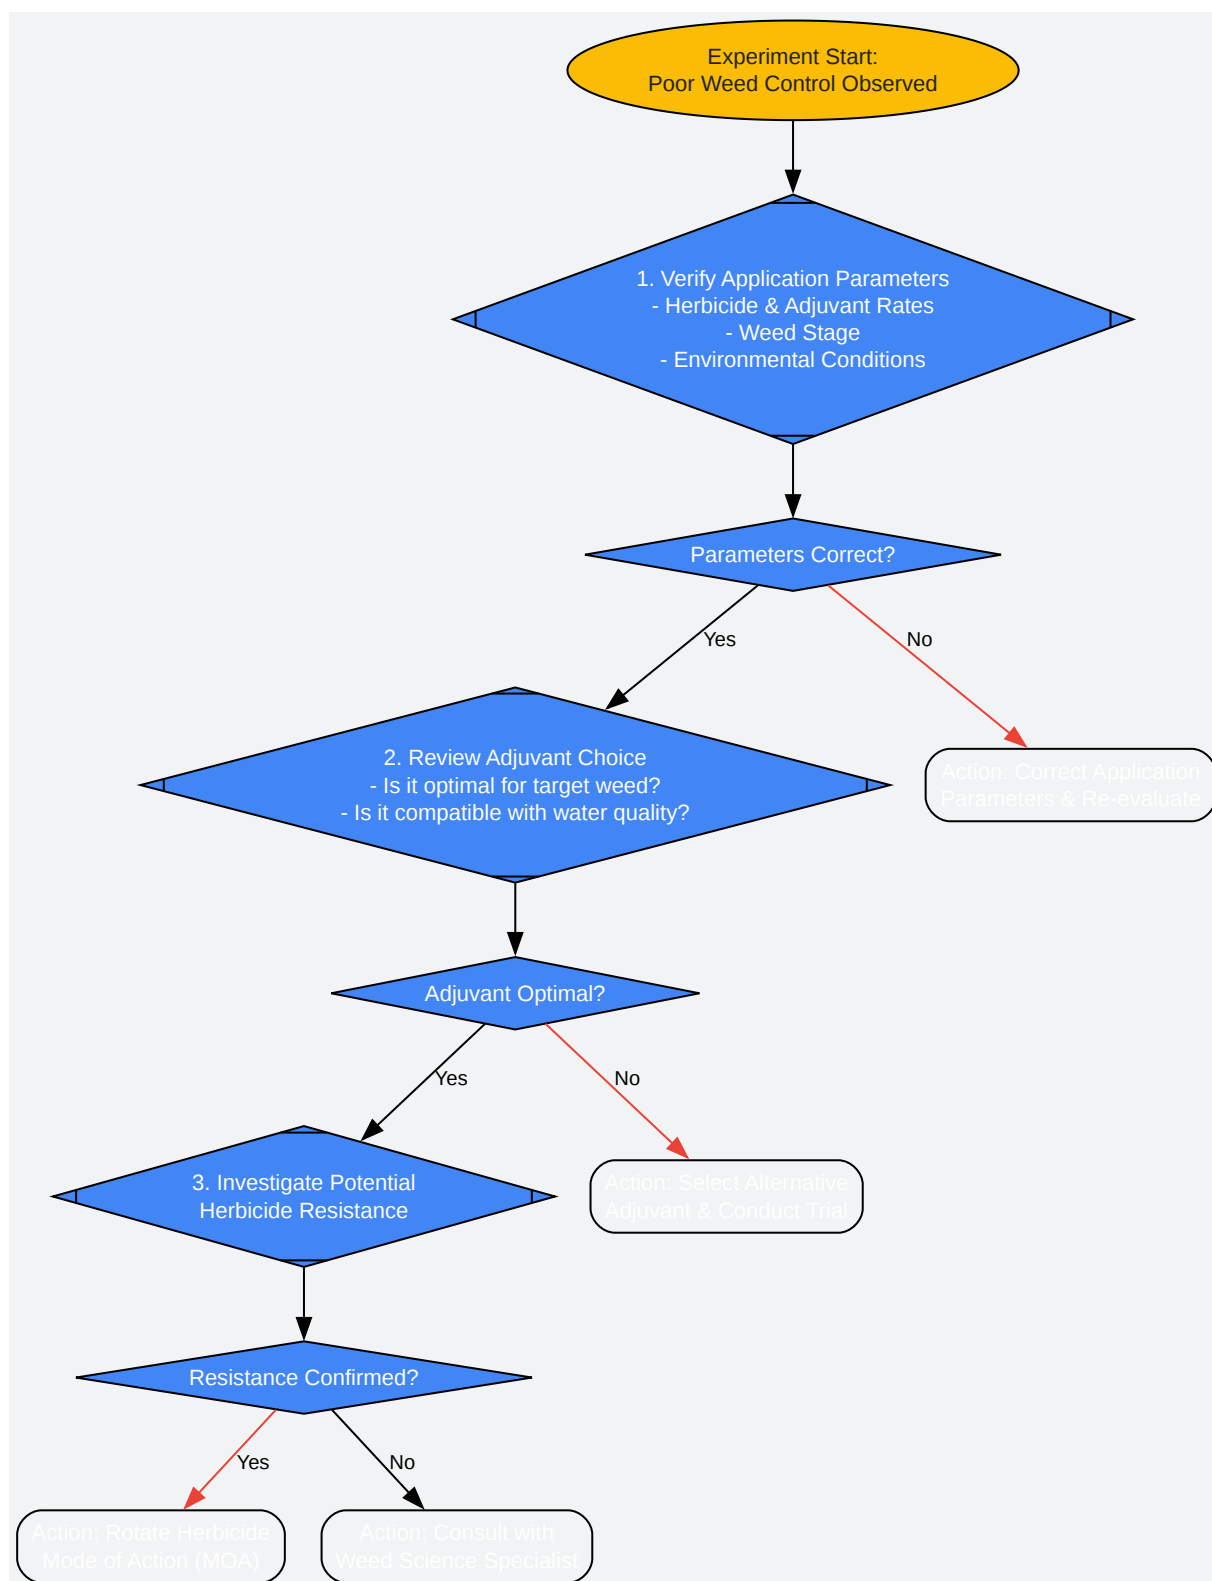 Experiment Start:
Poor Weed Control Observed
1. Verify Application Parameters
- Herbicide & Adjuvant Rates
- Weed Stage
- Environmental Conditions
Parameters Correct?
Yes
No
2. Review Adjuvant Choice
- Is it optimal for target weed?
- Is it compatible with water quality?
Action: Correct Application
Parameters & Re-evaluate
Adjuvant Optimal?
Yes
No
3. Investigate Potential
Herbicide Resistance
Action: Select Alternative
Adjuvant & Conduct Trial
Resistance Confirmed?
Yes
No
Action: Rotate Herbicide
Mode of Action (MOA)
Action: Consult with
Weed Science Specialist